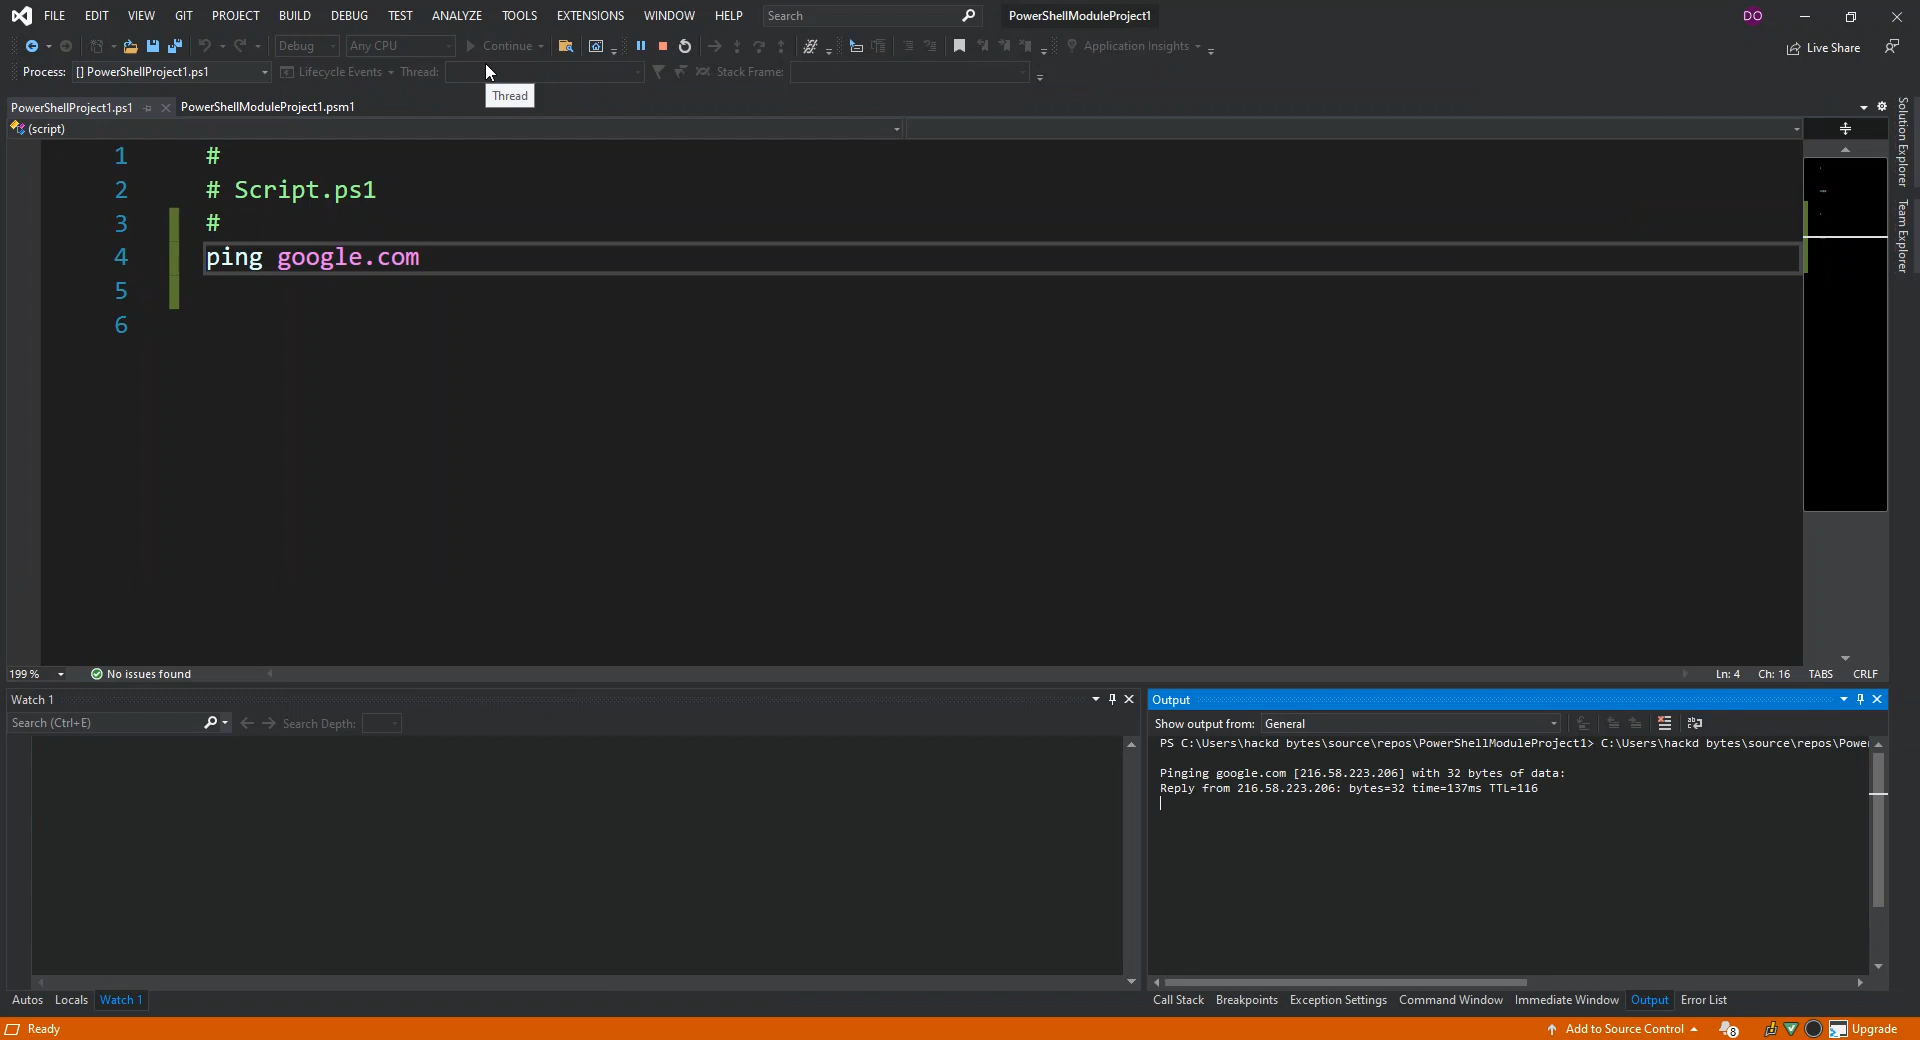 FILE EDIT VIEW GIT PROJECT BUILD DEBUG TEST ANALYZE TOOLS EXTENSIONS WINDOW HELP Search PowerShellModuleProject1 DO
Debug Any CPU Continue Application Insights Live Share
Process: [] PowerShellProject1.ps1 Lifecycle Events Thread: Stack Frame:
Thread
PowerShellProject1.ps1 PowerShellModuleProject1.psm1
(script)
Solution Explorer
Team Explorer
1 #
2 # Script.ps1
3 #
4 ping google.com
5
6
199 % No issues found Ln: 4 Ch: 16 TABS CRLF
Watch 1
Search (Ctrl+E) Search Depth:
Output
Show output from: General
PS C:\Users\hackd bytes\source\repos\PowerShellModuleProject1> C:\Users\hackd bytes\source\repos\Powe
Pinging google.com [216.58.223.206] with 32 bytes of data:
Reply from 216.58.223.206: bytes=32 time=137ms TTL=116
Autos Locals Watch 1
Call Stack Breakpoints Exception Settings Command Window Immediate Window Output Error List
Ready Add to Source Control 8 Upgrade